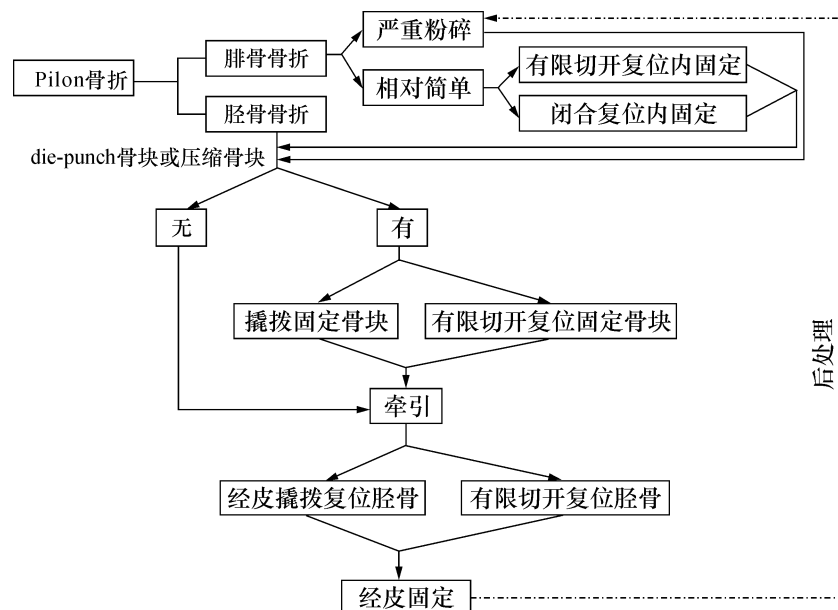 严重粉碎
腓骨骨折
有限切开复位内固定
Pilon骨折
相对简单
胫骨骨折
闭合复位内固定
die-punch骨块或压缩骨块
无
有
撬拨固定骨块
有限切开复位固定骨块
后处理
牵引
经皮撬拨复位胫骨
有限切开复位胫骨
经皮固定